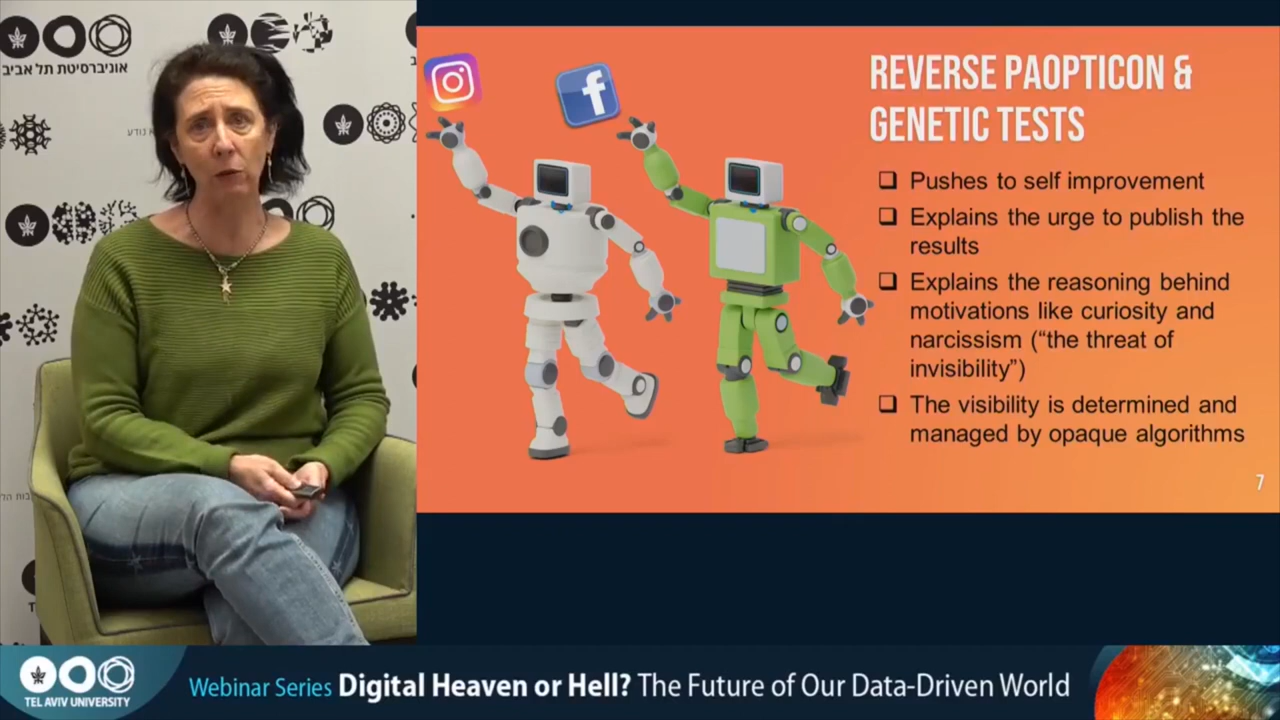 אוניברסיטת תל אביב
REVERSE PAOPTICON &
GENETIC TESTS
❑ Pushes to self improvement
❑ Explains the urge to publish the
results
❑ Explains the reasoning behind
motivations like curiosity and
narcissism (“the threat of
invisibility”)
❑ The visibility is determined and
managed by opaque algorithms
7
TEL AVIV UNIVERSITY
Webinar Series Digital Heaven or Hell? The Future of Our Data-Driven World